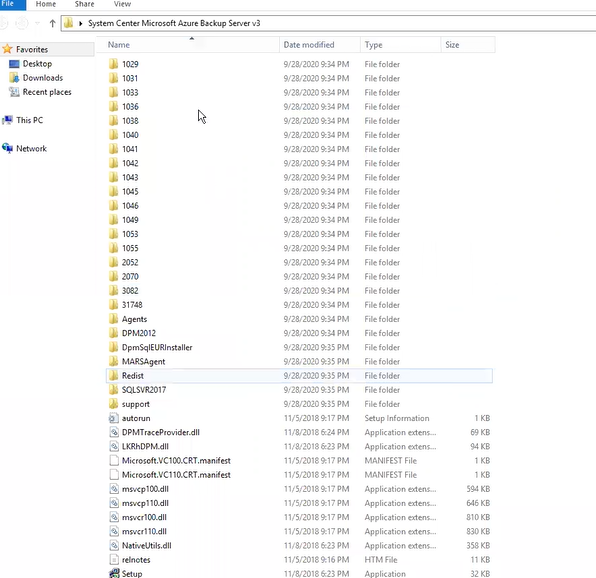 File Home Share View
System Center Microsoft Azure Backup Server v3
Name Date modified Type Size
Favorites
Desktop
Downloads
Recent places
This PC
Network
1029 9/28/2020 9:34 PM File folder
1031 9/28/2020 9:34 PM File folder
1033 9/28/2020 9:34 PM File folder
1036 9/28/2020 9:34 PM File folder
1038 9/28/2020 9:34 PM File folder
1040 9/28/2020 9:34 PM File folder
1041 9/28/2020 9:34 PM File folder
1042 9/28/2020 9:34 PM File folder
1043 9/28/2020 9:34 PM File folder
1045 9/28/2020 9:34 PM File folder
1046 9/28/2020 9:34 PM File folder
1049 9/28/2020 9:34 PM File folder
1053 9/28/2020 9:34 PM File folder
1055 9/28/2020 9:34 PM File folder
2052 9/28/2020 9:34 PM File folder
2070 9/28/2020 9:34 PM File folder
3082 9/28/2020 9:34 PM File folder
31748 9/28/2020 9:34 PM File folder
Agents 9/28/2020 9:34 PM File folder
DPM2012 9/28/2020 9:34 PM File folder
DpmSqlEURInstaller 9/28/2020 9:35 PM File folder
MARSAgent 9/28/2020 9:35 PM File folder
Redist 9/28/2020 9:35 PM File folder
SQLSVR2017 9/28/2020 9:35 PM File folder
support 9/28/2020 9:35 PM File folder
autorun 11/5/2018 9:17 PM Setup Information 1 KB
DPMTraceProvider.dll 11/8/2018 6:24 PM Application extens... 69 KB
LKRhDPM.dll 11/8/2018 6:23 PM Application extens... 94 KB
Microsoft.VC100.CRT.manifest 11/5/2018 9:17 PM MANIFEST File 1 KB
Microsoft.VC110.CRT.manifest 11/5/2018 9:17 PM MANIFEST File 1 KB
msvcp100.dll 11/5/2018 9:17 PM Application extens... 594 KB
msvcp110.dll 11/5/2018 9:17 PM Application extens... 646 KB
msvcr100.dll 11/5/2018 9:17 PM Application extens... 810 KB
msvcr110.dll 11/5/2018 9:17 PM Application extens... 830 KB
NativeUtils.dll 11/8/2018 6:23 PM Application extens... 358 KB
relnotes 11/5/2018 9:16 PM HTM File 11 KB
Setup 11/8/2018 6:23 PM Application 32 KB